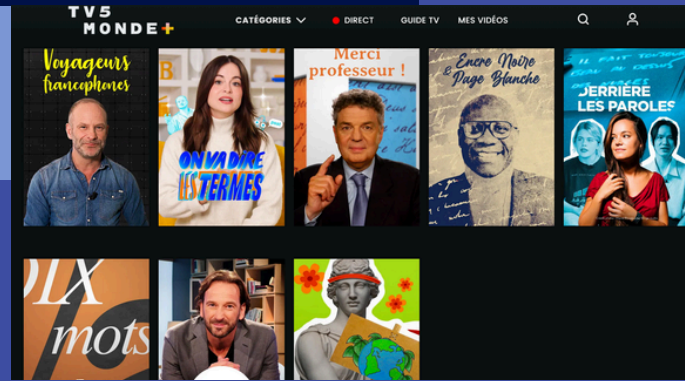 TV5
MONDE+
CATÉGORIES
DIRECT
GUIDE TV
MES VIDÉOS
Voyageurs
francophones
ON VA DIRE
LES TERMES
Merci
professeur !
Encre Noire
& Page Blanche
DERRIÈRE
LES PAROLES
DIX
mots